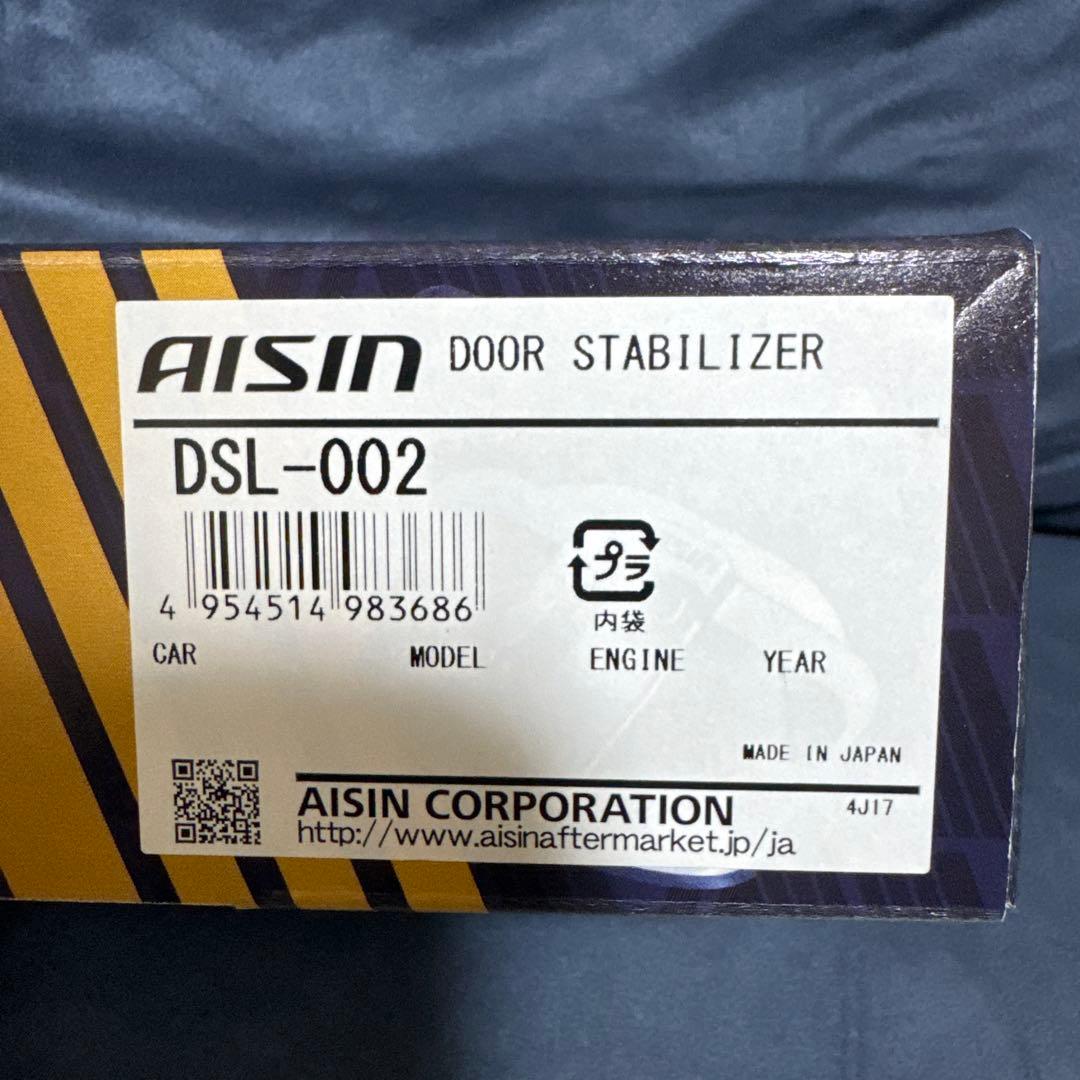 AISIN DOOR STABILIZER
DSL-002
4 954514 983686
プラ
内袋
CAR MODEL ENGINE YEAR
MADE IN JAPAN
AISIN CORPORATION 4J17
http://www.aisinaftermarket.jp/ja